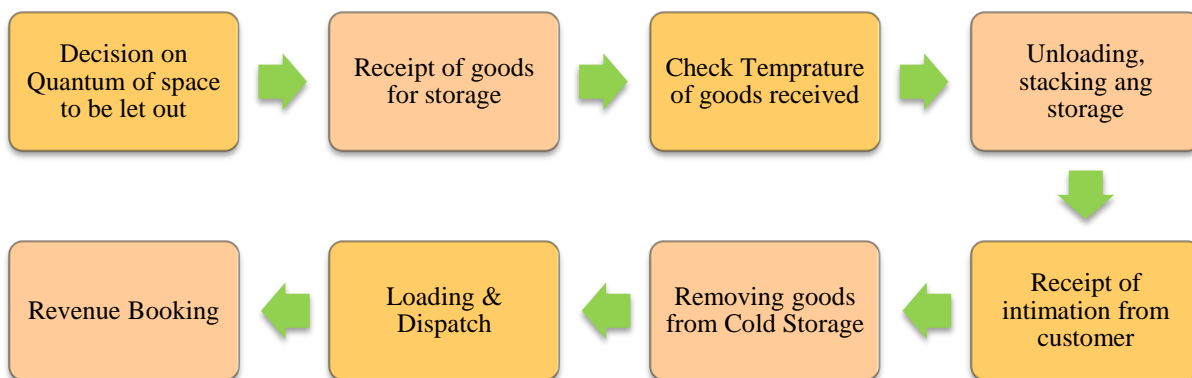 Decision on
Quantum of space
to be let out
Receipt of goods
for storage
Check Temprature
of goods received
Unloading,
stacking ang
storage
Receipt of
intimation from
customer
Removing goods
from Cold Storage
Loading &
Dispatch
Revenue Booking